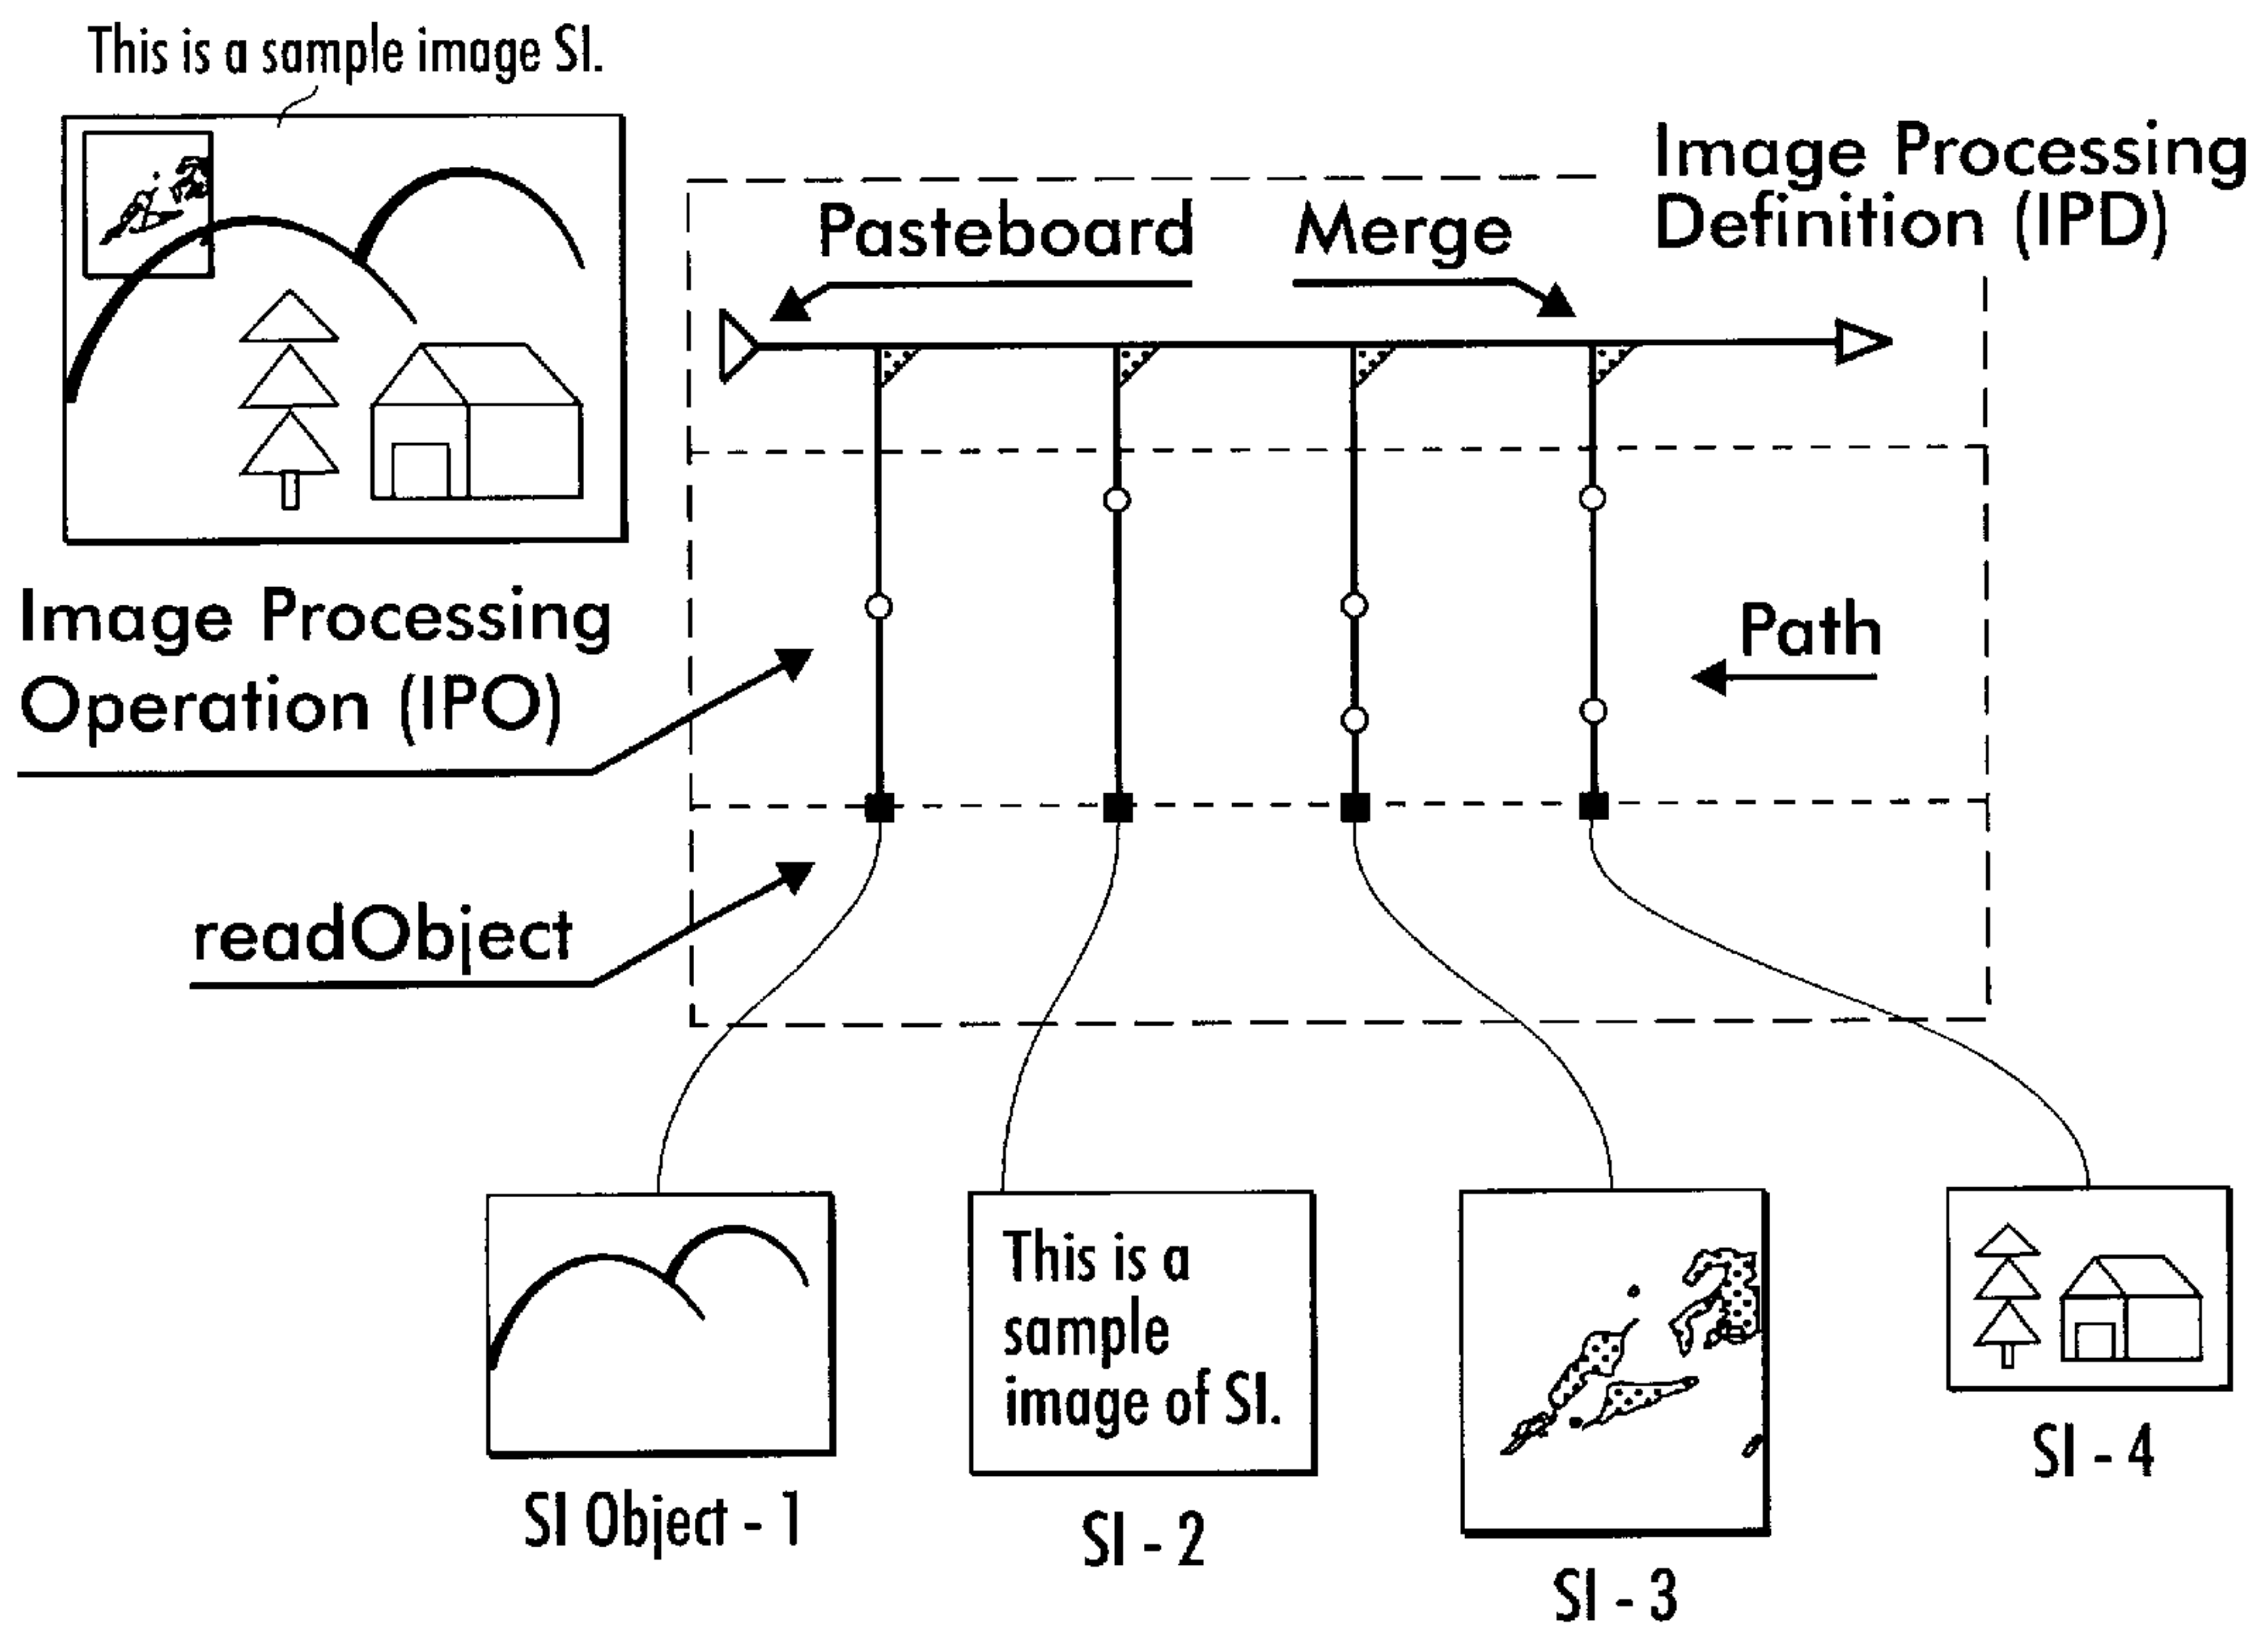 This is a sample image SI.
Image Processing
Definition (IPD)
Pasteboard
Merge
Image Processing
Operation (IPO)
Path
readObject
This is a
sample
image of SI.
SI Object - 1
SI - 2
SI - 3
SI - 4